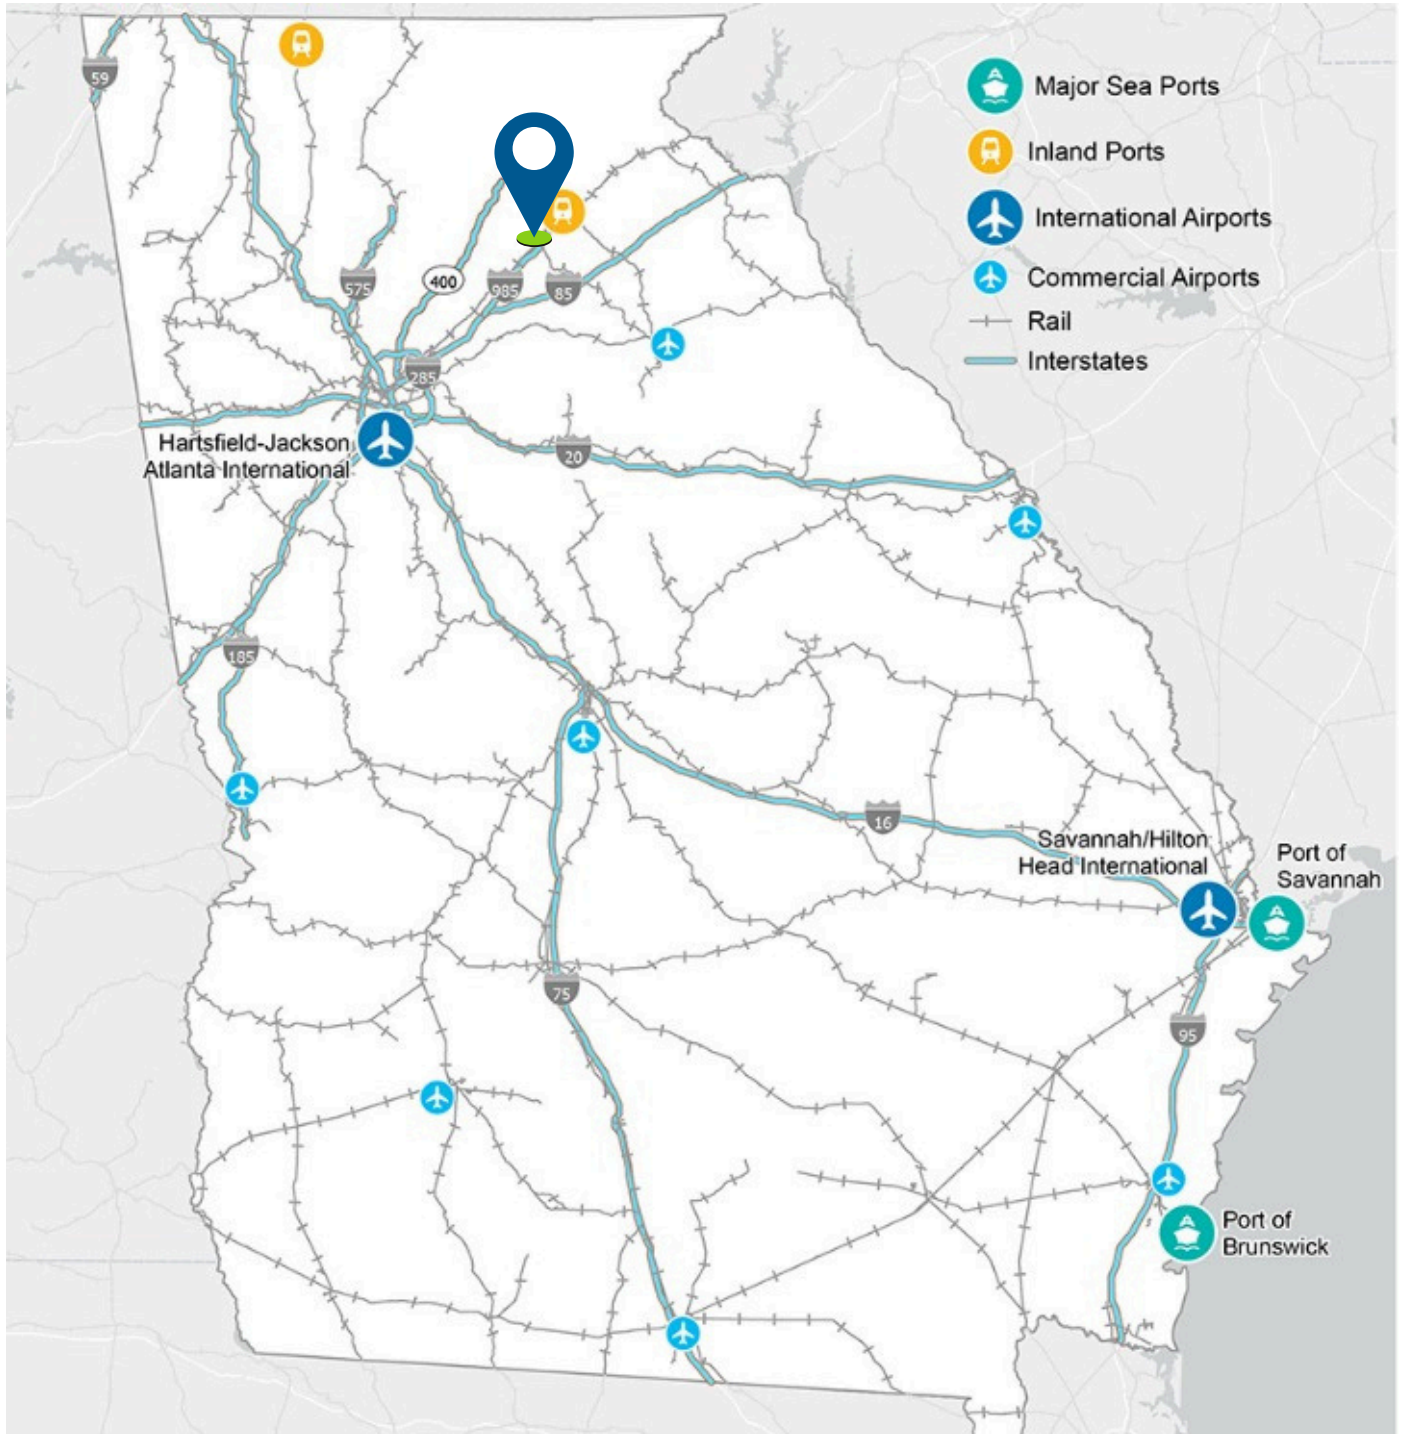 59
Major Sea Ports
Inland Ports
International Airports
Commercial Airports
Rail
Interstates
575
400
985
85
285
Hartsfield-Jackson
Atlanta International
20
185
16
Savannah/Hilton
Head International
Port of
Savannah
75
95
Port of
Brunswick